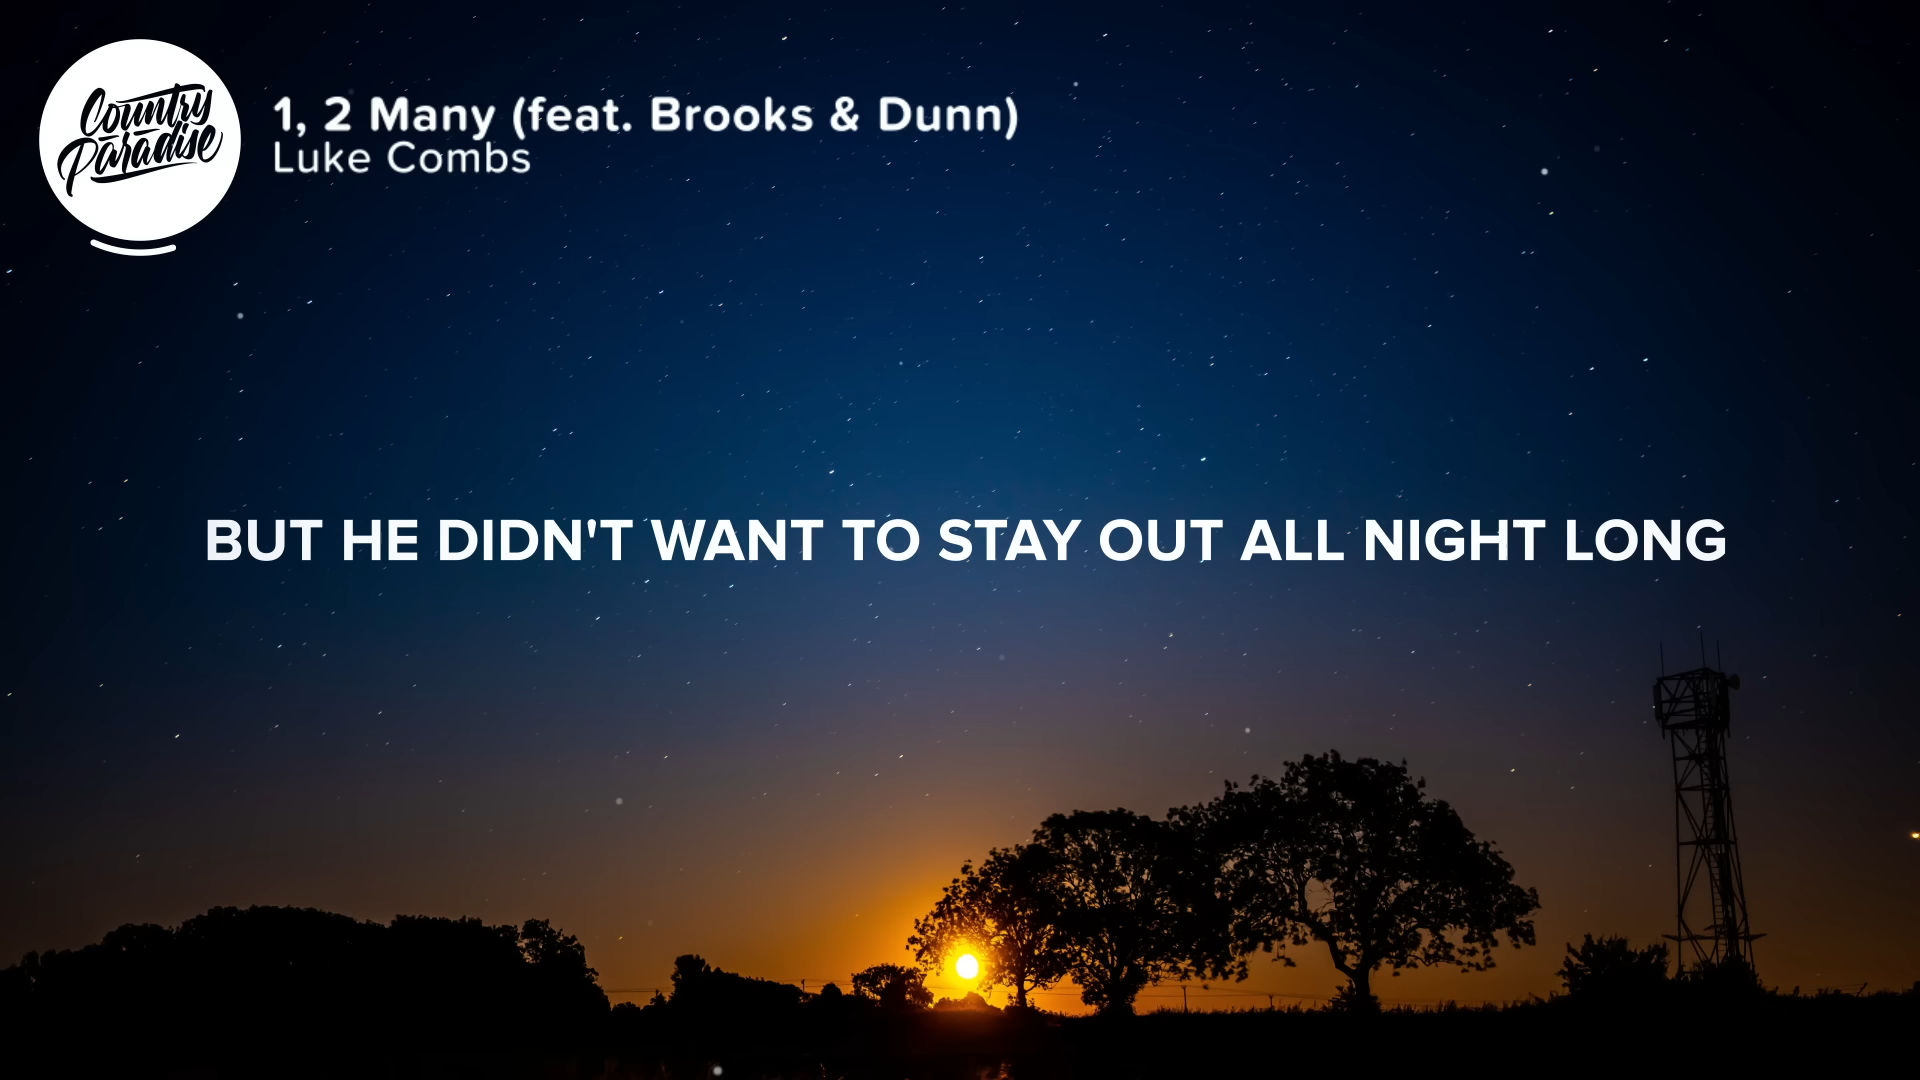 Country
Paradise
1, 2 Many (feat. Brooks & Dunn)
Luke Combs
BUT HE DIDN'T WANT TO STAY OUT ALL NIGHT LONG